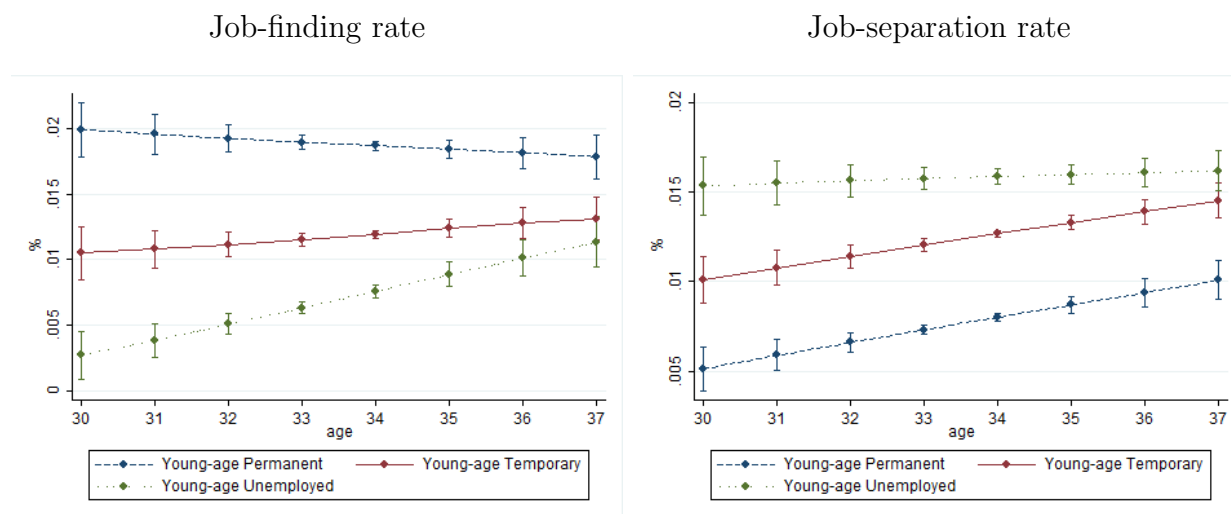 Job-finding rate
Job-separation rate
%
.02
.015
.01
.005
0
30 31 32 33 34 35 36 37
age
Young-age Permanent Young-age Temporary
Young-age Unemployed
%
.02
.015
.01
.005
30 31 32 33 34 35 36 37
age
Young-age Permanent Young-age Temporary
Young-age Unemployed